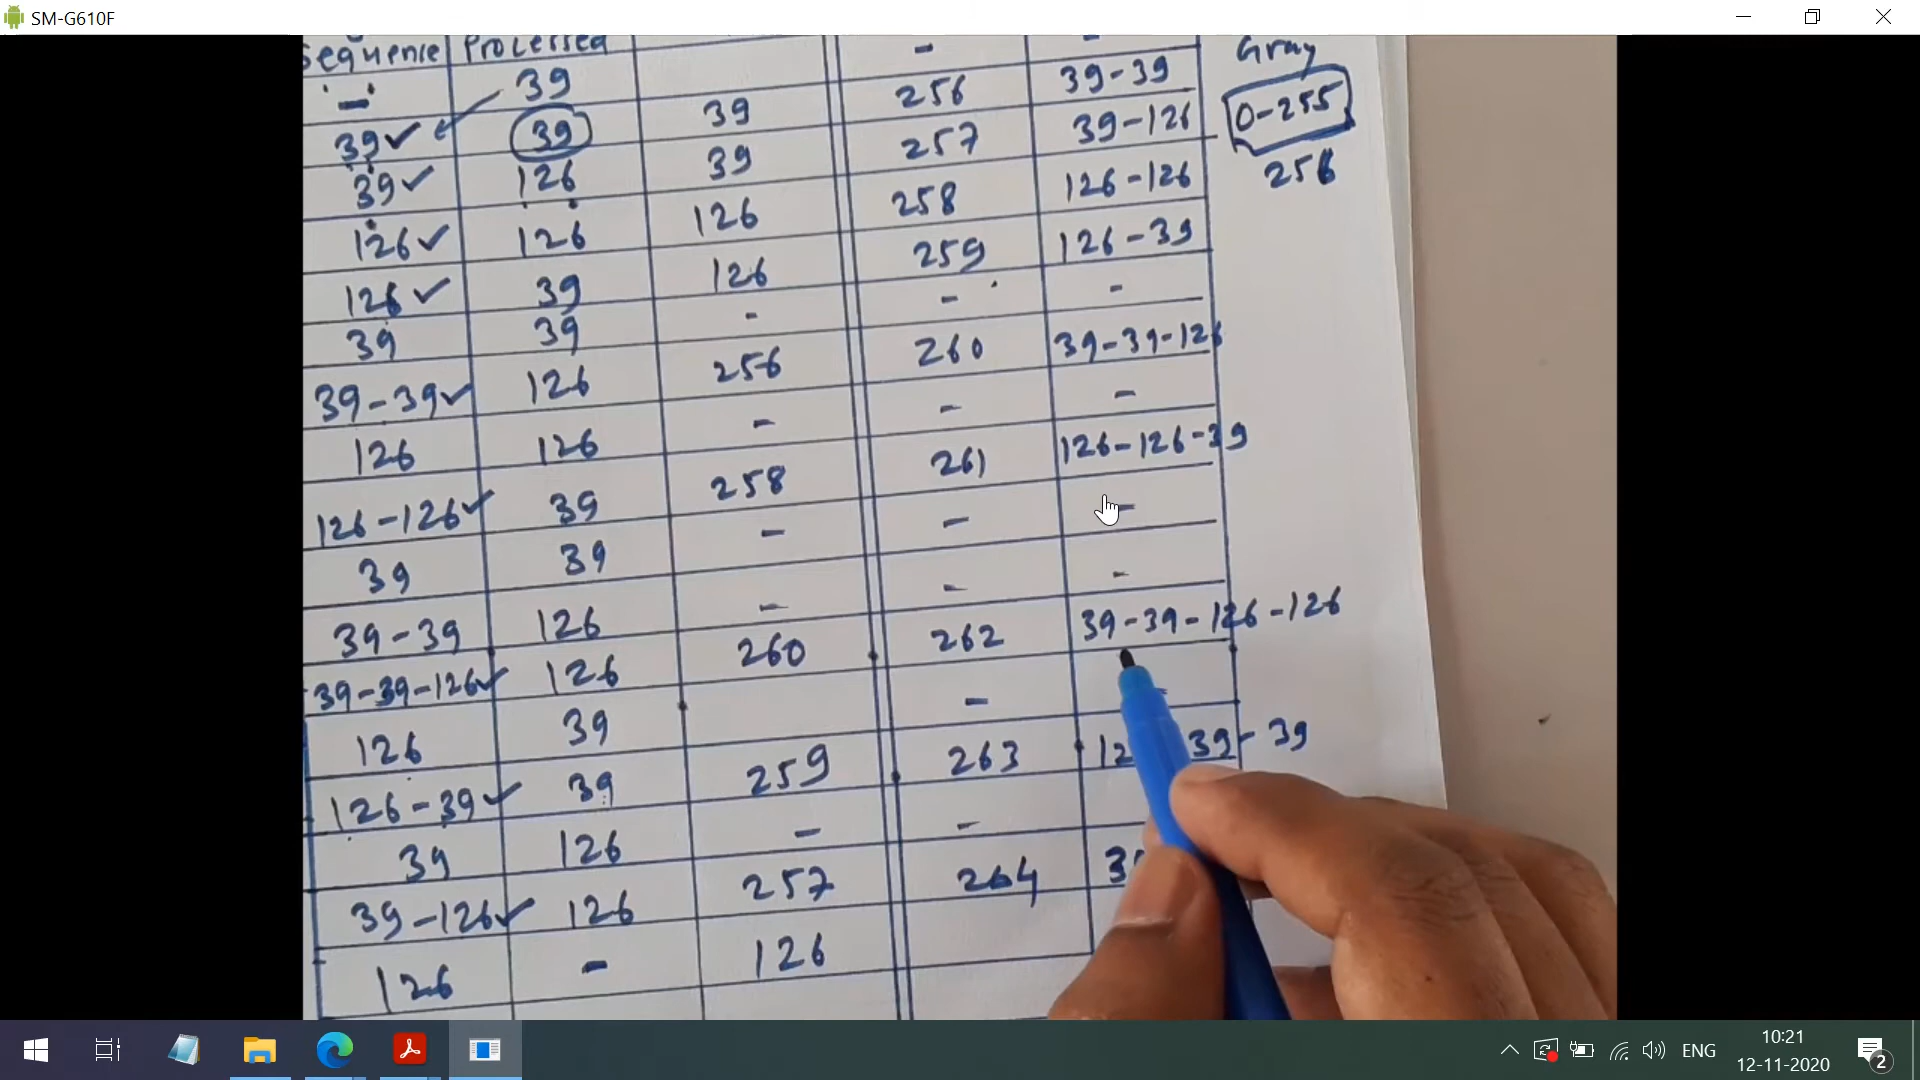 SM-G610F
Sequence Processed
- 39 - -
39✓ 39 39 256 39-39
39✓ 126 39 257 39-126
126✓ 126 126 258 126-126
126✓ 39 126 259 126-39
39 39 - - -
39-39✓ 126 256 260 39-39-126
126 126 - - -
126-126✓ 39 258 261 126-126-39
39 39 - - -
39-39 126 - - -
39-39-126✓ 126 260 262 39-39-126-126
126 39 - -
126-39✓ 39 259 263 39-39
39 126 - -
39-126✓ 126 257 264
126 - 126
Gray
0-255
256
ENG
10:21
12-11-2020
2